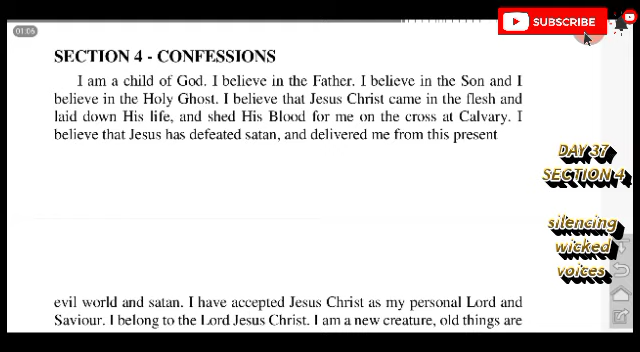 01:06
SUBSCRIBE
SECTION 4 - CONFESSIONS
I am a child of God. I believe in the Father. I believe in the Son and I
believe in the Holy Ghost. I believe that Jesus Christ came in the flesh and
laid down His life, and shed His Blood for me on the cross at Calvary. I
believe that Jesus has defeated satan, and delivered me from this present
DAY 37
SECTION 4
silencing
wicked
voices
evil world and satan. I have accepted Jesus Christ as my personal Lord and
Saviour. I belong to the Lord Jesus Christ. I am a new creature, old things are